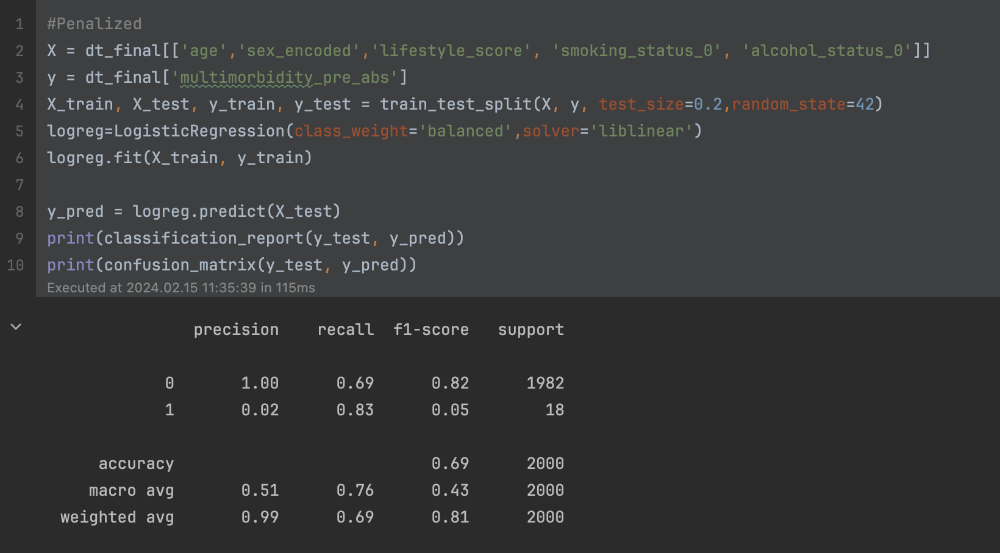 1 #Penalized
2 X = dt_final[['age','sex_encoded','lifestyle_score', 'smoking_status_0', 'alcohol_status_0']]
3 y = dt_final['multimorbidity_pre_abs']
4 X_train, X_test, y_train, y_test = train_test_split(X, y, test_size=0.2,random_state=42)
5 logreg=LogisticRegression(class_weight='balanced',solver='liblinear')
6 logreg.fit(X_train, y_train)
7
8 y_pred = logreg.predict(X_test)
9 print(classification_report(y_test, y_pred))
10 print(confusion_matrix(y_test, y_pred))
Executed at 2024.02.15 11:35:39 in 115ms
precision recall f1-score support
0 1.00 0.69 0.82 1982
1 0.02 0.83 0.05 18
accuracy 0.69 2000
macro avg 0.51 0.76 0.43 2000
weighted avg 0.99 0.69 0.81 2000